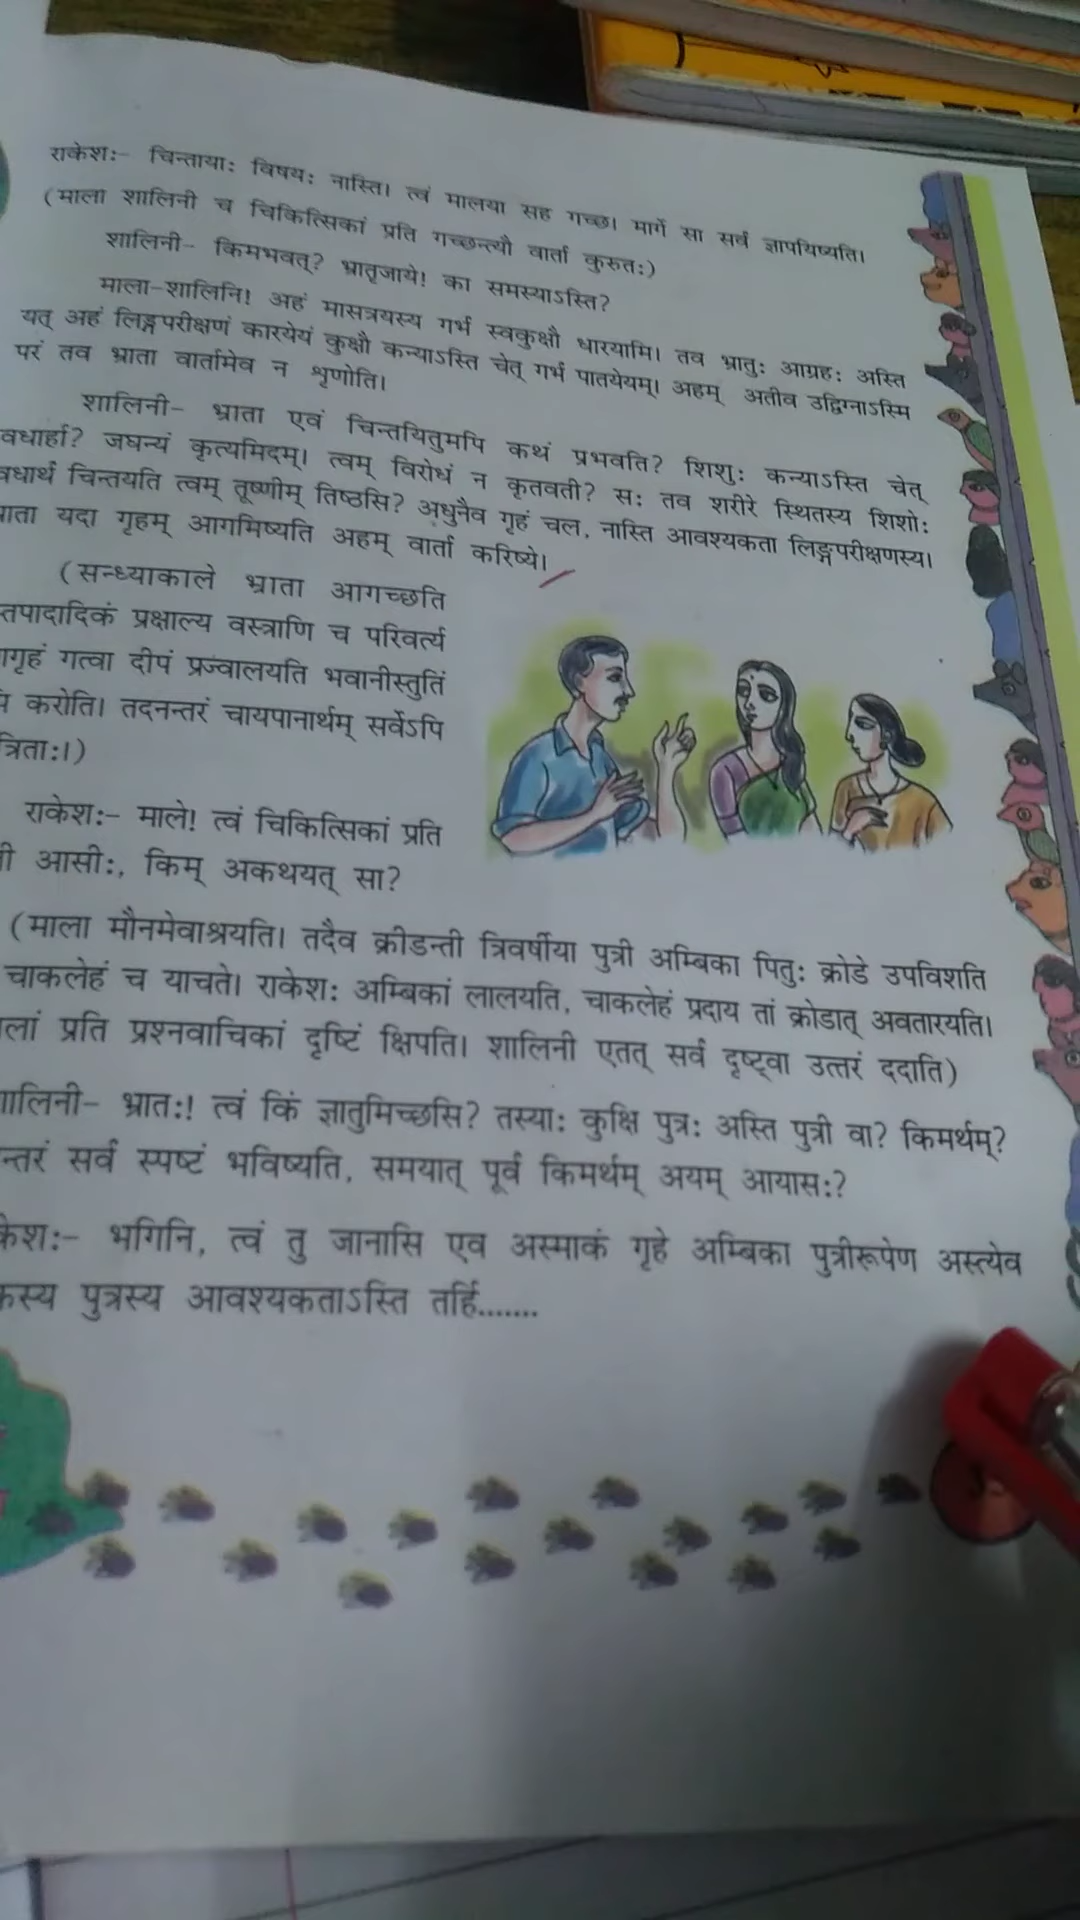 राकेशः- चिन्तायाः विषयः नास्ति। त्वं मालया सह गच्छ। मार्गे सा सर्वं ज्ञापयिष्यति।
(माला शालिनी च चिकित्सिकां प्रति गच्छन्त्यौ वार्तां कुरुतः)
शालिनी- किमभवत्? भ्रातृजाये! का समस्याऽस्ति?
माला-शालिनि! अहं मासत्रयस्य गर्भं स्वकुक्षौ धारयामि। तव भ्रातुः आग्रहः अस्ति
यत् अहं लिङ्गपरीक्षणं कारयेयं कुक्षौ कन्याऽस्ति चेत् गर्भं पातयेयम्। अहम् अतीव उद्विग्नाऽस्मि
परं तव भ्राता वार्तामेव न शृणोति।
शालिनी- भ्राता एवं चिन्तयितुमपि कथं प्रभवति? शिशुः कन्याऽस्ति चेत्
वधार्हा? जघन्यं कृत्यमिदम्। त्वम् विरोधं न कृतवती? सः तव शरीरे स्थितस्य शिशोः
वधार्थं चिन्तयति त्वम् तूष्णीम् तिष्ठसि? अधुनैव गृहं चल, नास्ति आवश्यकता लिङ्गपरीक्षणस्य।
यदा गृहम् आगमिष्यति अहम् वार्तां करिष्ये।
(सन्ध्याकाले भ्राता आगच्छति
प्रक्षाल्य वस्त्राणि च परिवर्त्य
गत्वा दीपं प्रज्वालयति भवानीस्तुतिं
करोति। तदनन्तरं चायपानार्थम् सर्वेऽपि
राकेशः- माले! त्वं चिकित्सिकां प्रति
आसीः, किम् अकथयत् सा?
(माला मौनमेवाश्रयति। तदैव क्रीडन्ती त्रिवर्षीया पुत्री अम्बिका पितुः क्रोडे उपविशति
चाकलेहं च याचते। राकेशः अम्बिकां लालयति, चाकलेहं प्रदाय तां क्रोडात् अवतारयति।
प्रति प्रश्नवाचिकां दृष्टिं क्षिपति। शालिनी एतत् सर्वं दृष्ट्वा उत्तरं ददाति)
भ्रातः! त्वं किं ज्ञातुमिच्छसि? तस्याः कुक्षि पुत्रः अस्ति पुत्री वा? किमर्थम्?
सर्वं स्पष्टं भविष्यति, समयात् पूर्वं किमर्थम् अयम् आयासः?
भगिनि, त्वं तु जानासि एव अस्माकं गृहे अम्बिका पुत्रीरूपेण अस्त्येव
पुत्रस्य आवश्यकताऽस्ति तर्हि.......